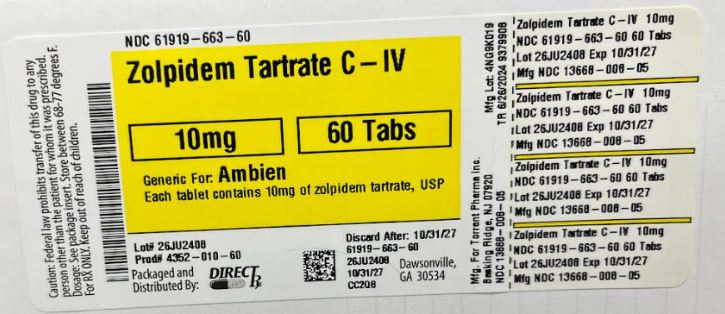 Caution: Federal law prohibits transfer of this drug to any
person other than the patient for whom it was prescribed.
Dosage: See package insert. Store between 68-77 degrees F.
For RX ONLY. Keep out of reach of children.
NDC 61919-663-60
Zolpidem Tartrate C-IV
10mg
60 Tabs
Generic For: Ambien
Each tablet contains 10mg of zolpidem tartrate, USP
Lot# 26JU2408
Prod# 4352-010-60
Packaged and
Distributed By:
DIRECT Rx
Discard After: 10/31/27
61919-663-60
26JU2408
10/31/27
CC2Q8
Dawsonville,
GA 30534
Mfg. For Torrent Pharma Inc.
Basking Ridge, NJ 07920
NDC 13668-008-05
Mfg Lot: 4NG9K019
TR 6/26/2024 9379908
Zolpidem Tartrate C-IV 10mg
NDC 61919-663-60 60 Tabs
Lot 26JU2408 Exp 10/31/27
Mfg NDC 13668-008-05
Zolpidem Tartrate C-IV 10mg
NDC 61919-663-60 60 Tabs
Lot 26JU2408 Exp 10/31/27
Mfg NDC 13668-008-05
Zolpidem Tartrate C-IV 10mg
NDC 61919-663-60 60 Tabs
Lot 26JU2408 Exp 10/31/27
Mfg NDC 13668-008-05
Zolpidem Tartrate C-IV 10mg
NDC 61919-663-60 60 Tabs
Lot 26JU2408 Exp 10/31/27
Mfg NDC 13668-008-05